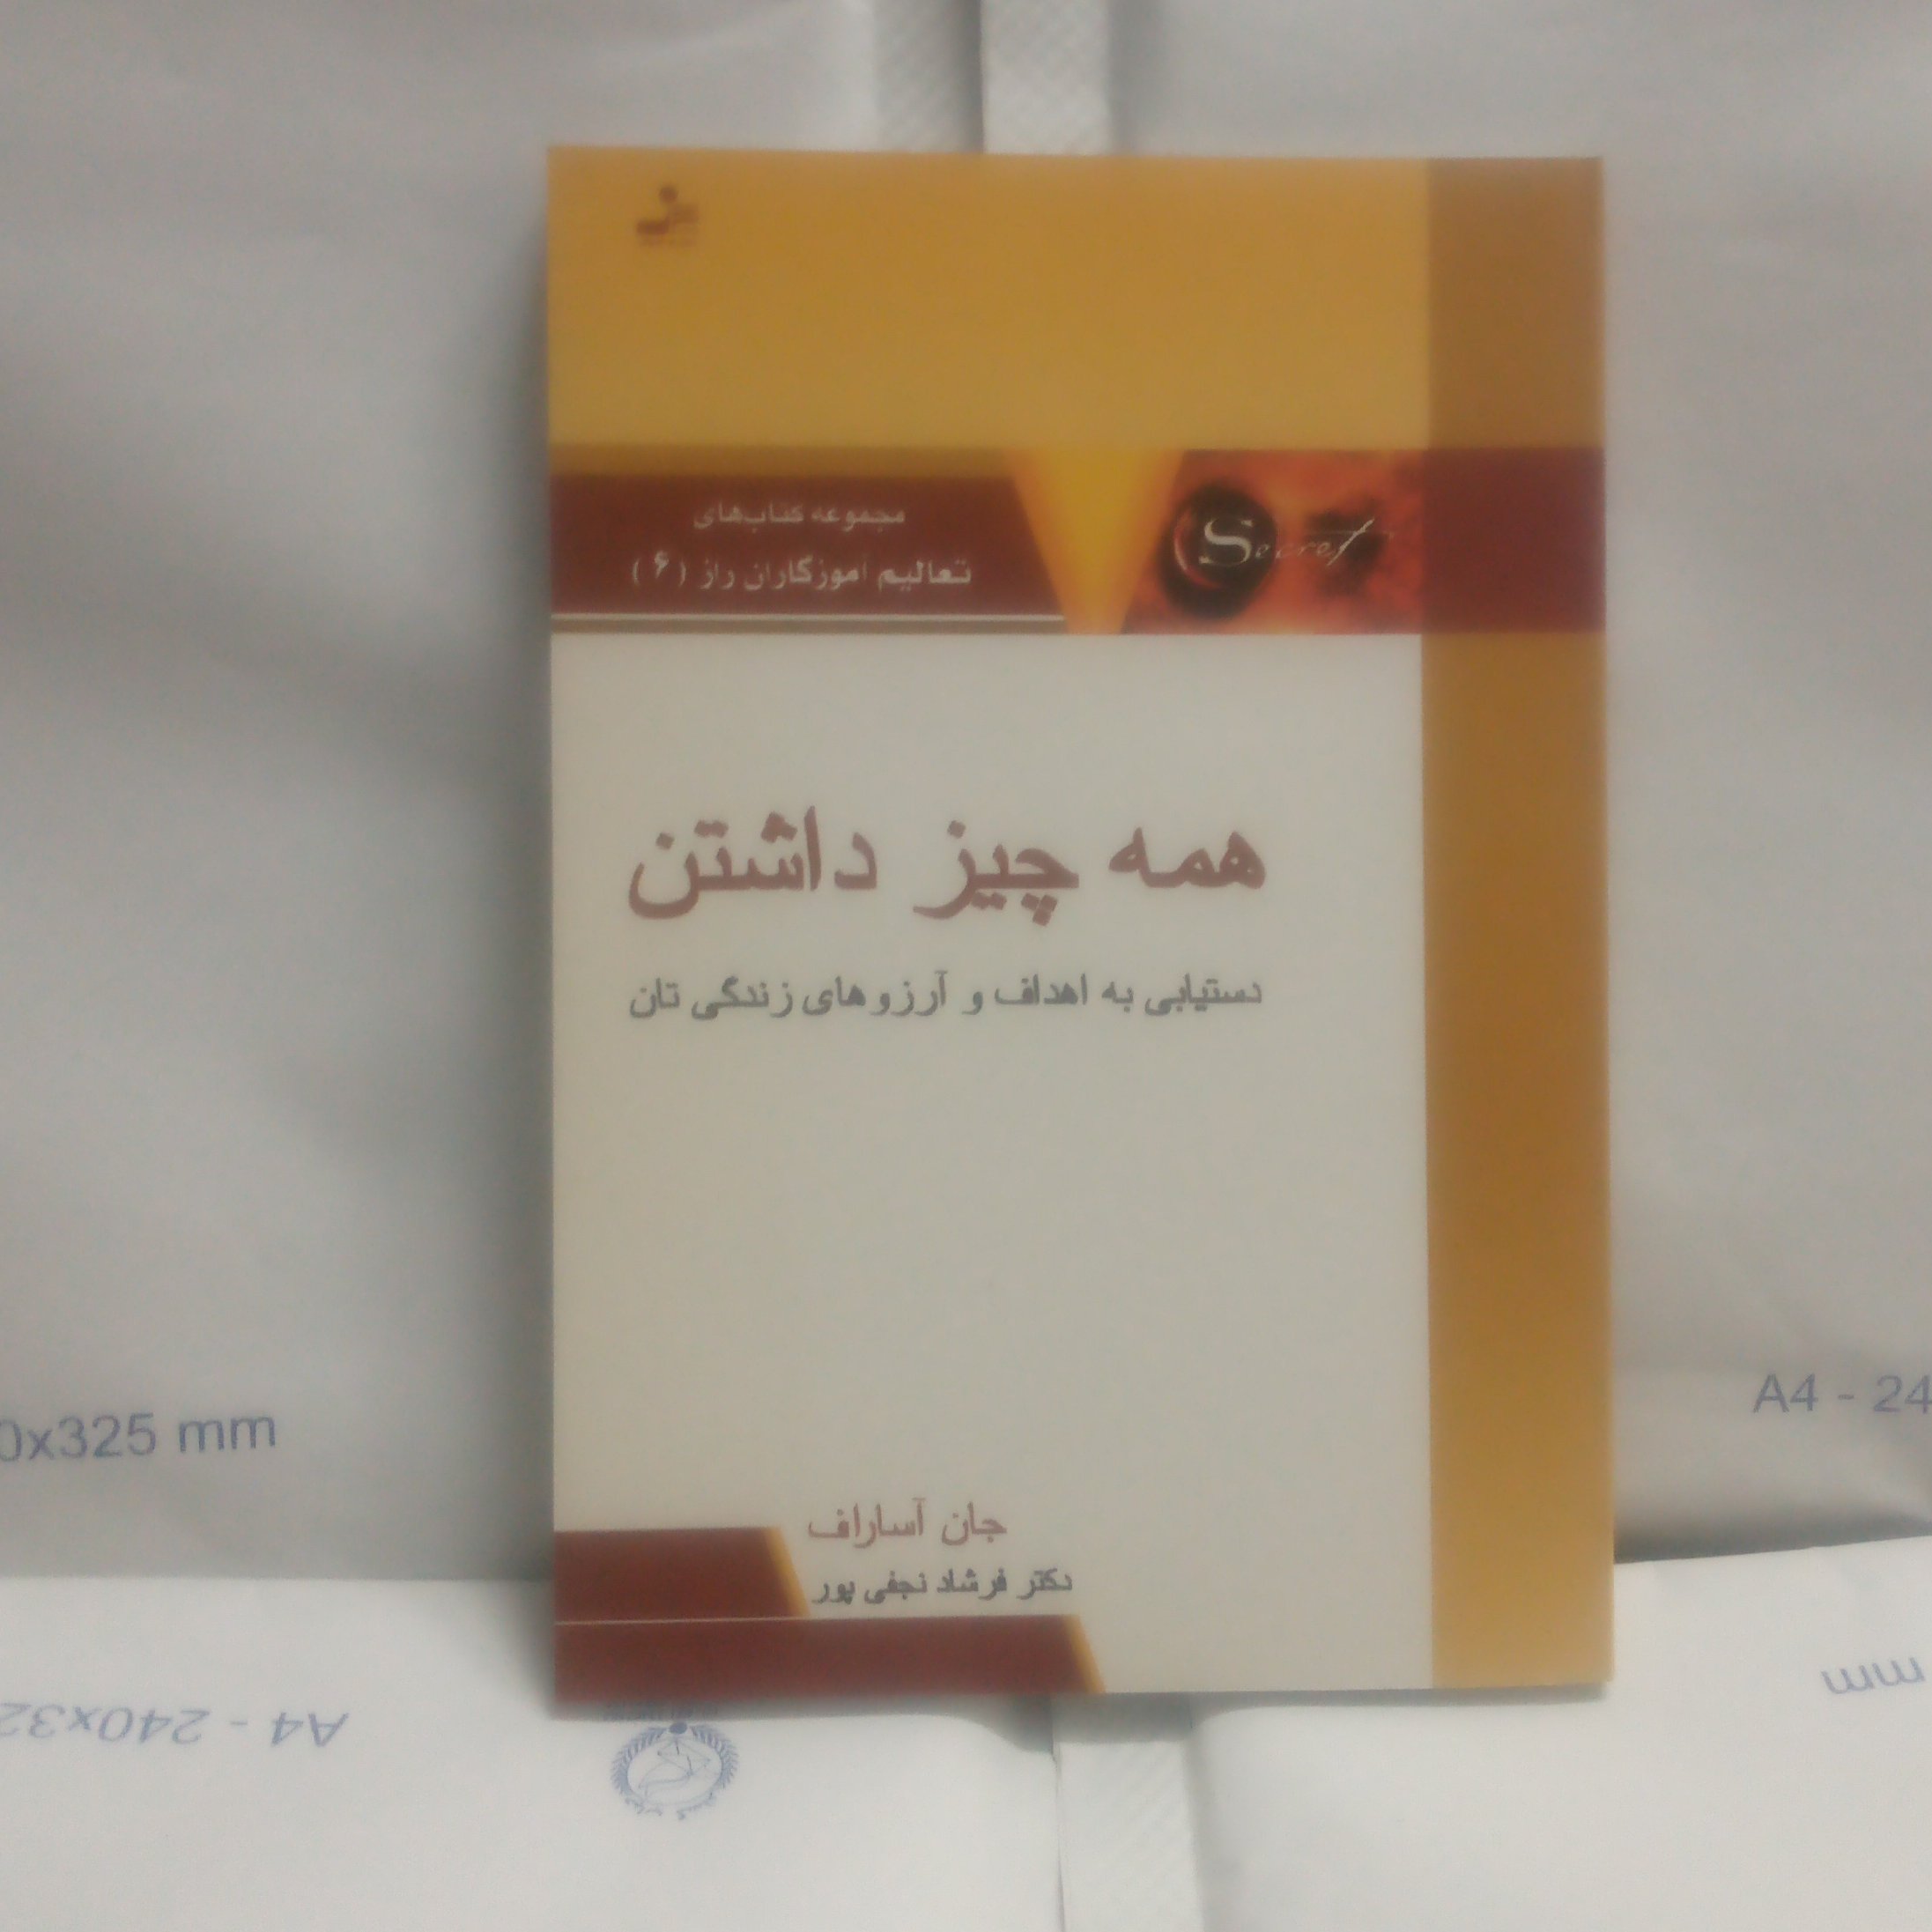 مجموعه کتاب‌های
تعالیم آموزگاران راز (۶)
Secret
همه چیز داشتن
دستیابی به اهداف و آرزوهای زندگی تان
جان آساراف
دکتر فرشاد نجفی پور
0x325 mm
A4 - 24
A4 - 240x32
mm